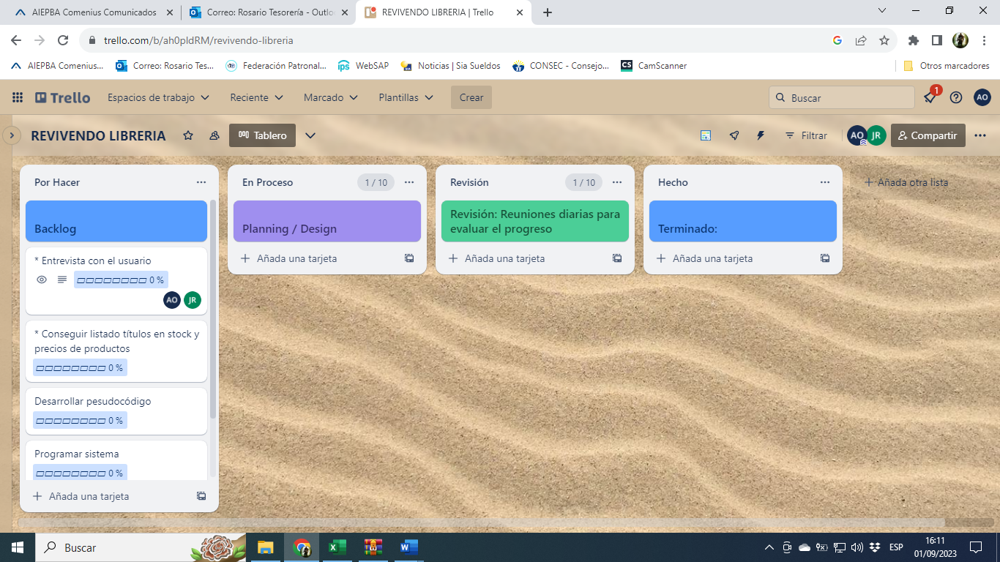 AIEPBA Comenius Comunicados
Correo: Rosario Tesorería - Outlo
REVIVENDO LIBRERIA | Trello
trello.com/b/ah0pIdRM/revivendo-libreria
AIEPBA Comenius...
Correo: Rosario Tes...
Federación Patronal...
ips WebSAP
Noticias | Sia Sueldos
CONSEC - Consejo...
CS CamScanner
Otros marcadores
Trello
Espacios de trabajo
Reciente
Marcado
Plantillas
Crear
Buscar
1
AO
REVIVENDO LIBRERIA
Tablero
Filtrar
AO
JR
Compartir
Por Hacer
Backlog
* Entrevista con el usuario
0 %
AO
JR
* Conseguir listado títulos en stock y
precios de productos
0 %
Desarrollar pesudocódigo
0 %
Programar sistema
0 %
Añada una tarjeta
En Proceso
1 / 10
Planning / Design
Añada una tarjeta
Revisión
1 / 10
Revisión: Reuniones diarias para
evaluar el progreso
Añada una tarjeta
Hecho
Terminado:
Añada una tarjeta
Añada otra lista
Buscar
ESP
16:11
01/09/2023